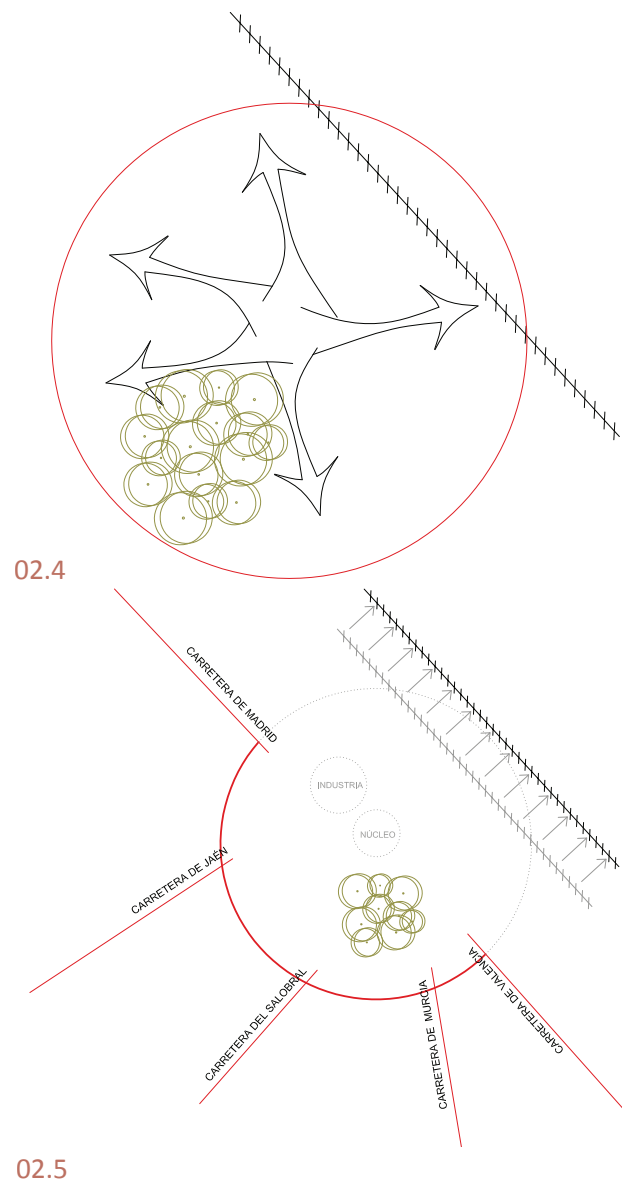 02.4
CARRETERA DE MADRID
INDUSTRIA
NÚCLEO
CARRETERA DE JAÉN
CARRETERA DEL SALOBRAL
CARRETERA DE MURCIA
CARRETERA DE VALENCIA
02.5